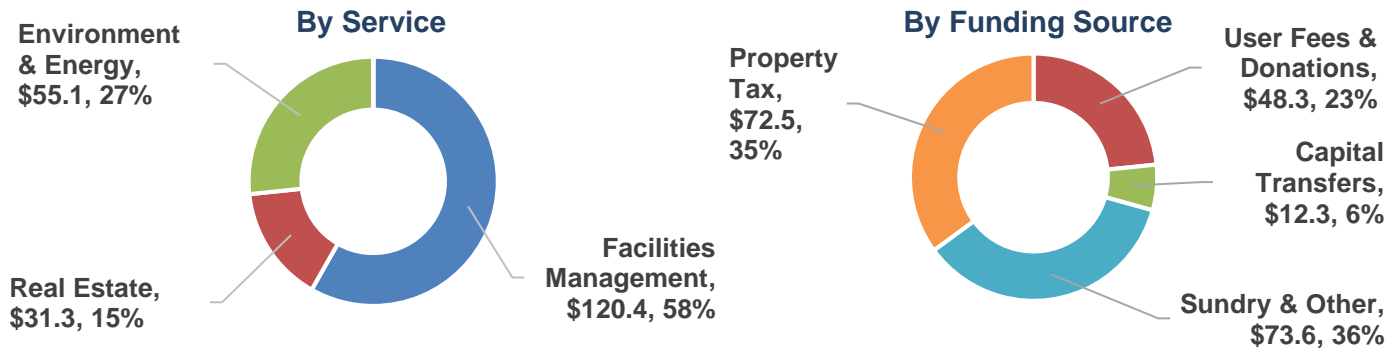 By Service
Environment
& Energy,
$55.1, 27%
Real Estate,
$31.3, 15%
Facilities
Management,
$120.4, 58%
By Funding Source
Property
Tax,
$72.5,
35%
User Fees &
Donations,
$48.3, 23%
Capital
Transfers,
$12.3, 6%
Sundry & Other,
$73.6, 36%